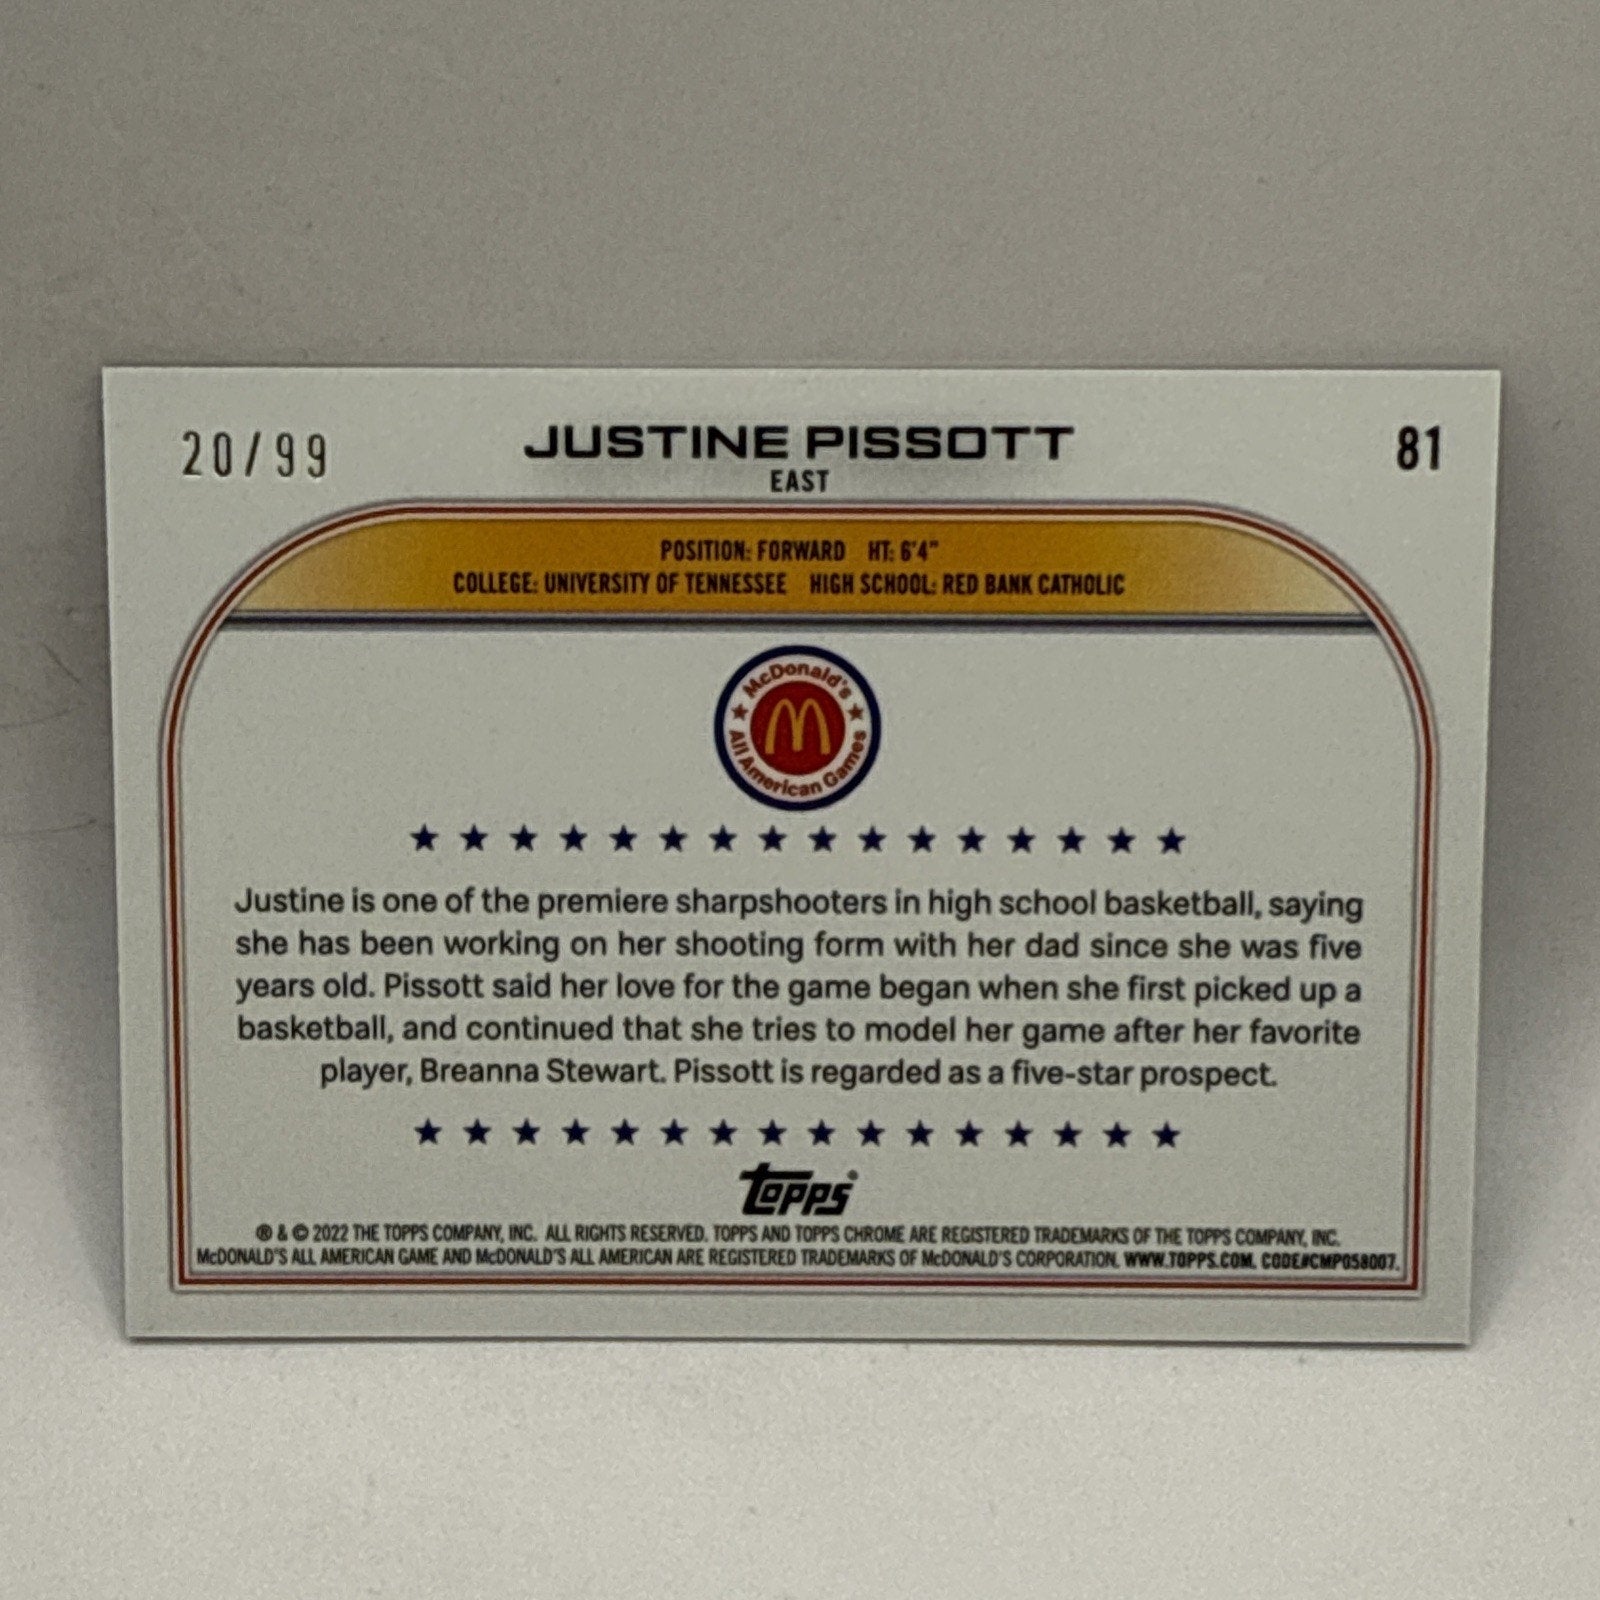 20/99
JUSTINE PISSOTT
81
EAST
POSITION: FORWARD HT: 6'4"
COLLEGE: UNIVERSITY OF TENNESSEE HIGH SCHOOL: RED BANK CATHOLIC
McDonald's
All American Games
Justine is one of the premiere sharpshooters in high school basketball, saying
she has been working on her shooting form with her dad since she was five
years old. Pissott said her love for the game began when she first picked up a
basketball, and continued that she tries to model her game after her favorite
player, Breanna Stewart. Pissott is regarded as a five-star prospect.
topps®
® & © 2022 THE TOPPS COMPANY, INC. ALL RIGHTS RESERVED. TOPPS AND TOPPS CHROME ARE REGISTERED TRADEMARKS OF THE TOPPS COMPANY, INC.
McDONALD'S ALL AMERICAN GAME AND McDONALD'S ALL AMERICAN ARE REGISTERED TRADEMARKS OF McDONALD'S CORPORATION. WWW.TOPPS.COM. CODE#CMP058007.